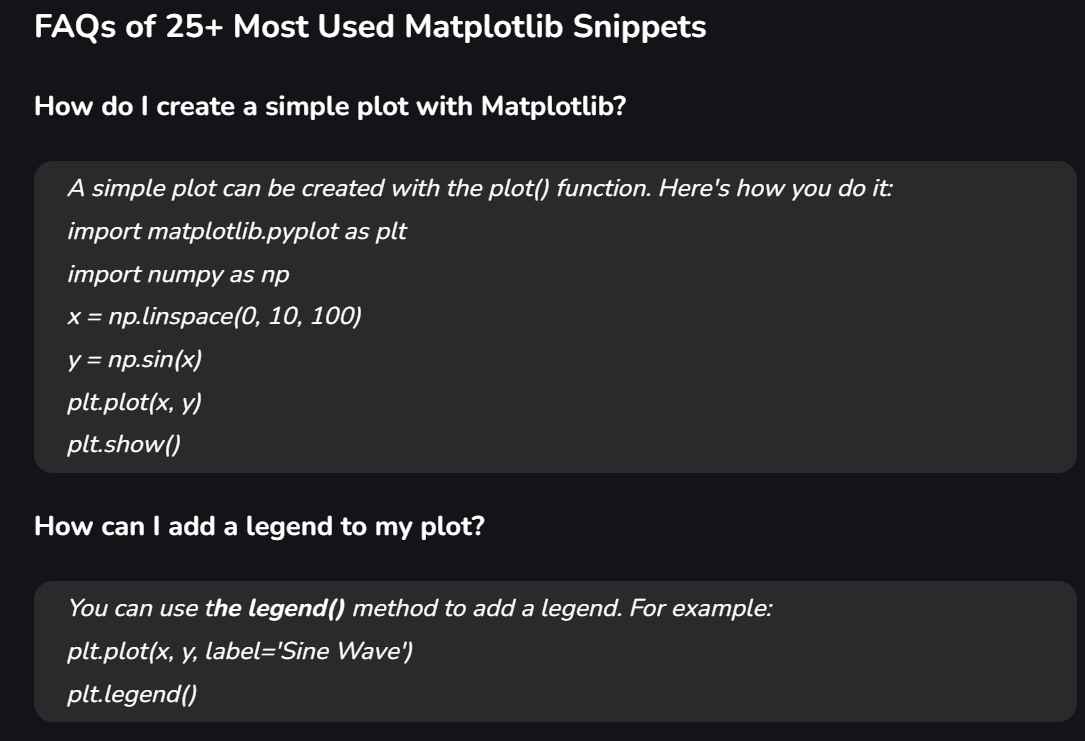 FAQs of 25+ Most Used Matplotlib Snippets
How do I create a simple plot with Matplotlib?
A simple plot can be created with the plot() function. Here's how you do it:
import matplotlib.pyplot as plt
import numpy as np
x = np.linspace(0, 10, 100)
y = np.sin(x)
plt.plot(x, y)
plt.show()
How can I add a legend to my plot?
You can use the legend() method to add a legend. For example:
plt.plot(x, y, label='Sine Wave')
plt.legend()